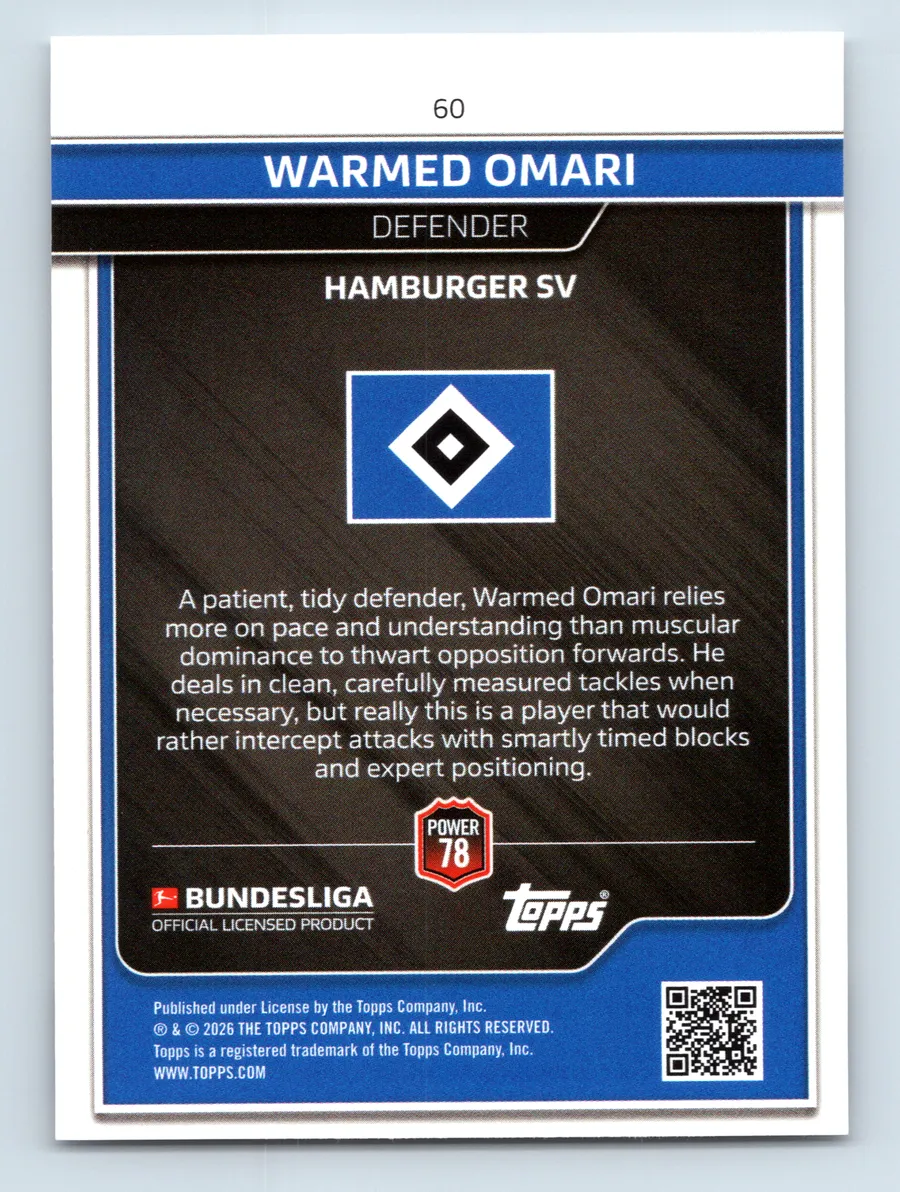 60
WARMED OMARI
DEFENDER
HAMBURGER SV
A patient, tidy defender, Warmed Omari relies
more on pace and understanding than muscular
dominance to thwart opposition forwards. He
deals in clean, carefully measured tackles when
necessary, but really this is a player that would
rather intercept attacks with smartly timed blocks
and expert positioning.
POWER
78
BUNDESLIGA
OFFICIAL LICENSED PRODUCT
topps®
Published under License by the Topps Company, Inc.
® & © 2026 THE TOPPS COMPANY, INC. ALL RIGHTS RESERVED.
Topps is a registered trademark of the Topps Company, Inc.
WWW.TOPPS.COM